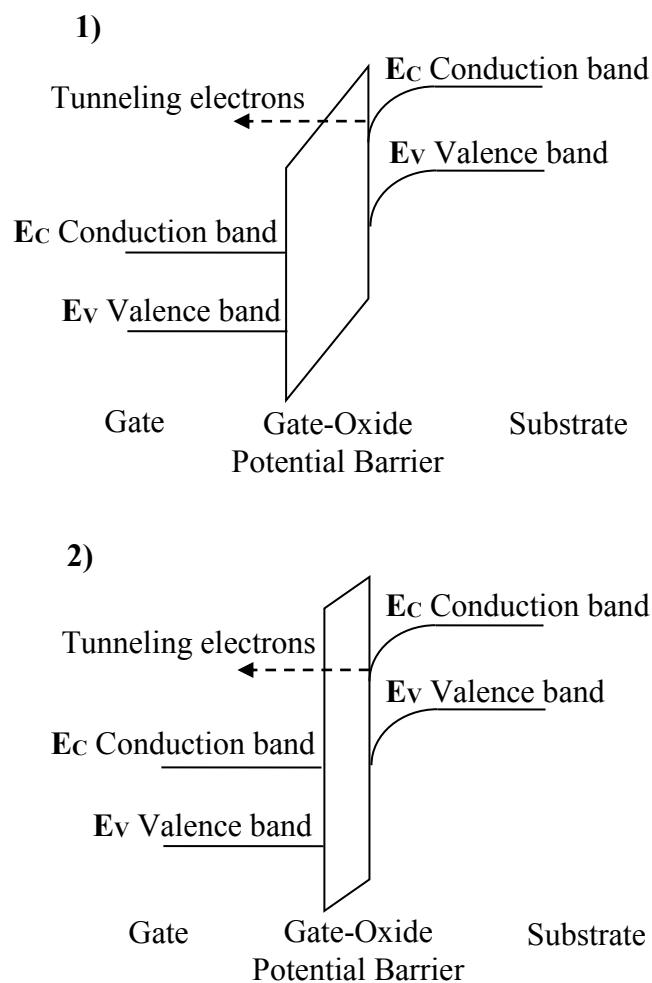 1)
EC Conduction band
Tunneling electrons
EV Valence band
EC Conduction band
EV Valence band
Gate
Gate-Oxide
Potential Barrier
Substrate
2)
EC Conduction band
Tunneling electrons
EV Valence band
EC Conduction band
EV Valence band
Gate
Gate-Oxide
Potential Barrier
Substrate